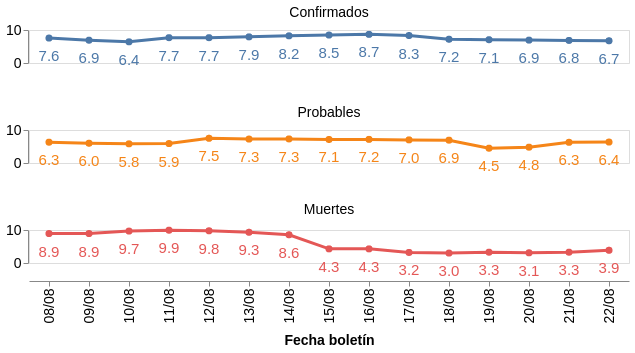 Confirmados
10
0
7.6 6.9 6.4 7.7 7.7 7.9 8.2 8.5 8.7 8.3 7.2 7.1 6.9 6.8 6.7
Probables
10
0
6.3 6.0 5.8 5.9 7.5 7.3 7.3 7.1 7.2 7.0 6.9 4.5 4.8 6.3 6.4
Muertes
10
0
8.9 8.9 9.7 9.9 9.8 9.3 8.6 4.3 4.3 3.2 3.0 3.3 3.1 3.3 3.9
08/08 09/08 10/08 11/08 12/08 13/08 14/08 15/08 16/08 17/08 18/08 19/08 20/08 21/08 22/08
Fecha boletín